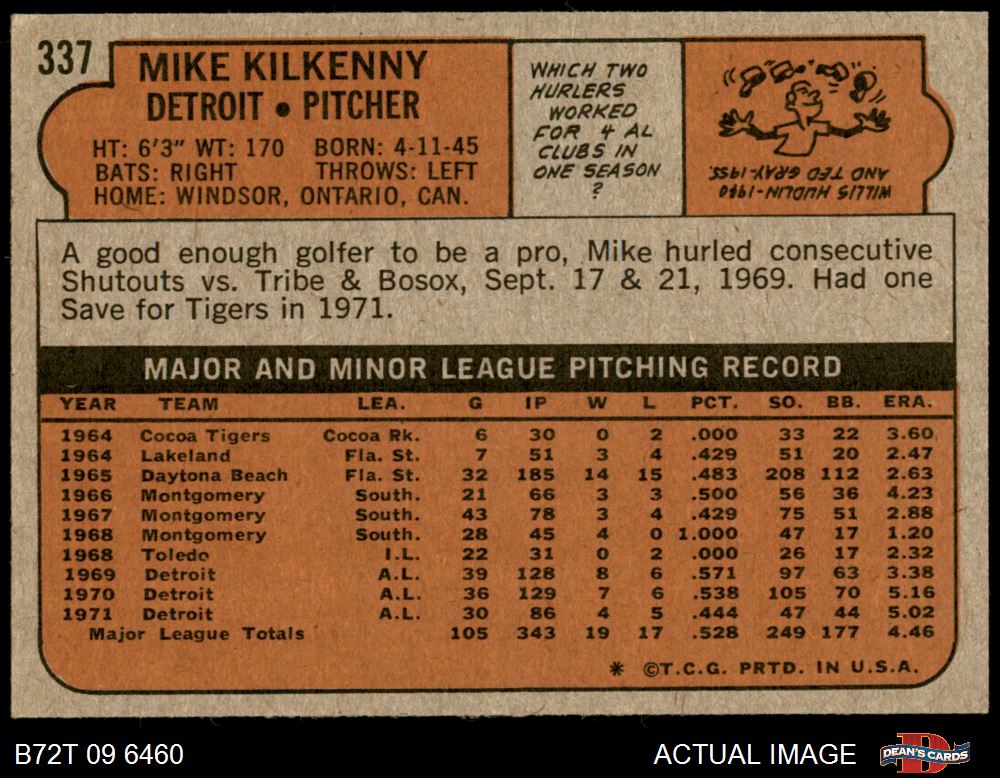 337
MIKE KILKENNY
DETROIT • PITCHER
HT: 6'3" WT: 170 BORN: 4-11-45
BATS: RIGHT THROWS: LEFT
HOME: WINDSOR, ONTARIO, CAN.
WHICH TWO
HURLERS
WORKED
FOR 4 AL
CLUBS IN
ONE SEASON
?
WILLIS HUDLIN-1940
AND TED GRAY-1955.
A good enough golfer to be a pro, Mike hurled consecutive
Shutouts vs. Tribe & Bosox, Sept. 17 & 21, 1969. Had one
Save for Tigers in 1971.
MAJOR AND MINOR LEAGUE PITCHING RECORD
YEAR TEAM LEA. G IP W L PCT. SO. BB. ERA.
1964 Cocoa Tigers Cocoa Rk. 6 30 0 2 .000 33 22 3.60
1964 Lakeland Fla. St. 7 51 3 4 .429 51 20 2.47
1965 Daytona Beach Fla. St. 32 185 14 15 .483 208 112 2.63
1966 Montgomery South. 21 66 3 3 .500 56 36 4.23
1967 Montgomery South. 43 78 3 4 .429 75 51 2.88
1968 Montgomery South. 28 45 4 0 1.000 47 17 1.20
1968 Toledo I.L. 22 31 0 2 .000 26 17 2.32
1969 Detroit A.L. 39 128 8 6 .571 97 63 3.38
1970 Detroit A.L. 36 129 7 6 .538 105 70 5.16
1971 Detroit A.L. 30 86 4 5 .444 47 44 5.02
Major League Totals 105 343 19 17 .528 249 177 4.46
* ©T.C.G. PRTD. IN U.S.A.
B72T 09 6460
ACTUAL IMAGE
DEAN'S CARDS